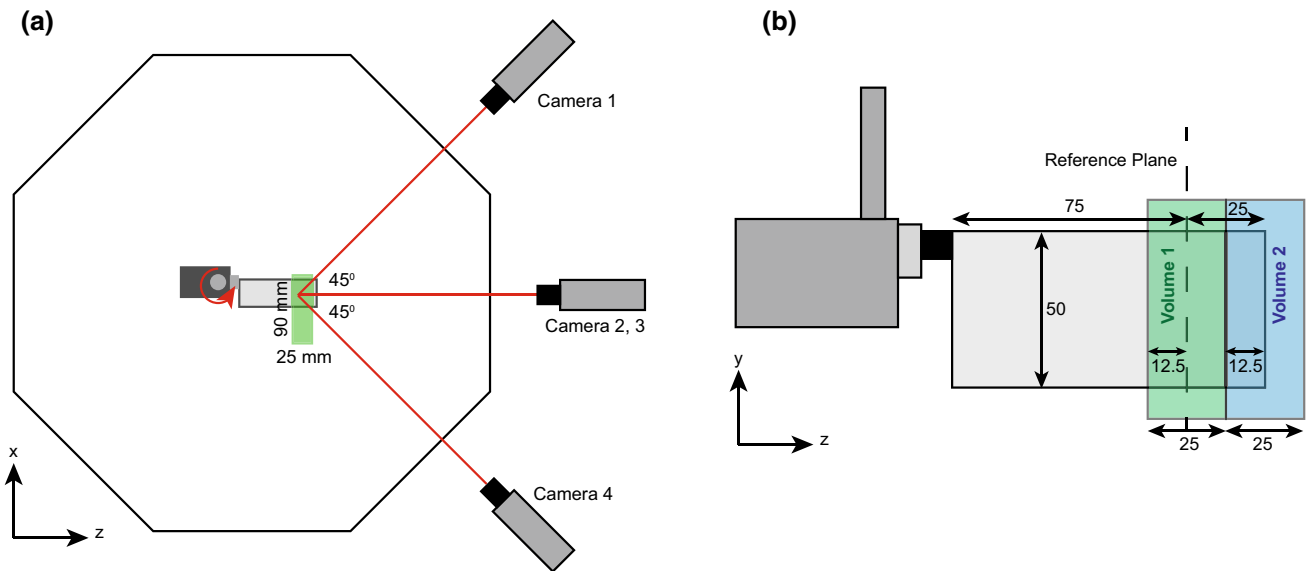 (a)
Camera 1
45⁰
90 mm
45⁰
Camera 2, 3
25 mm
Camera 4
x
z
(b)
Reference Plane
75
25
Volume 1
Volume 2
50
12.5
12.5
25
25
y
z